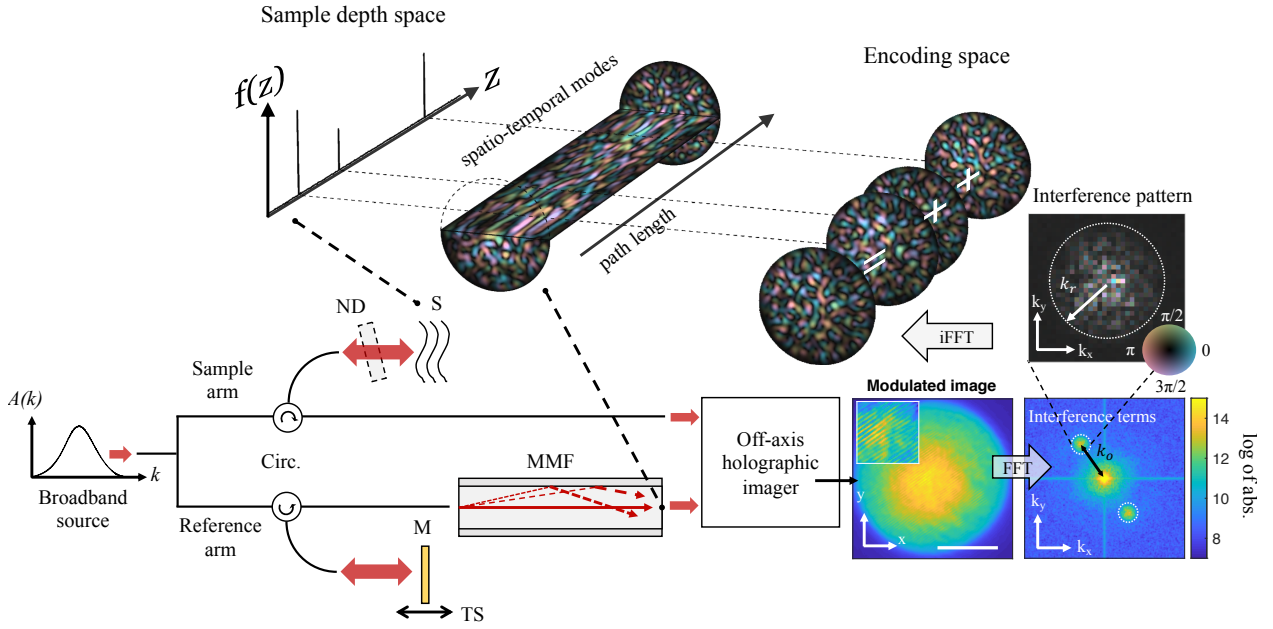 Sample depth space
f(z)
z
spatio-temporal modes
path length
Encoding space
+
+
=
Interference pattern
k_r
k_y
k_x
π/2
π
0
3π/2
iFFT
ND
S
Sample
arm
A(k)
k
Broadband
source
Circ.
Reference
arm
M
TS
MMF
Off-axis
holographic
imager
Modulated image
y
x
FFT
Interference terms
k_o
k_y
k_x
14
12
10
8
log of abs.